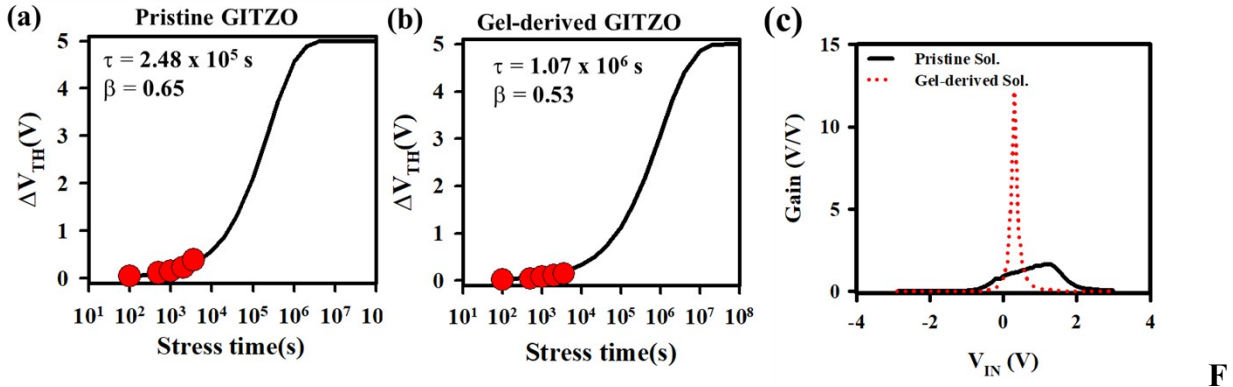 (a)
Pristine GITZO
τ = 2.48 x 10⁵ s
β = 0.65
5
4
3
2
1
0
ΔV_TH(V)
10¹ 10² 10³ 10⁴ 10⁵ 10⁶ 10⁷ 10
Stress time(s)
(b)
Gel-derived GITZO
τ = 1.07 x 10⁶ s
β = 0.53
5
4
3
2
1
0
ΔV_TH(V)
10¹ 10² 10³ 10⁴ 10⁵ 10⁶ 10⁷ 10⁸
Stress time(s)
(c)
Pristine Sol.
Gel-derived Sol.
15
10
5
0
Gain (V/V)
-4 -2 0 2 4
V_IN (V)
F